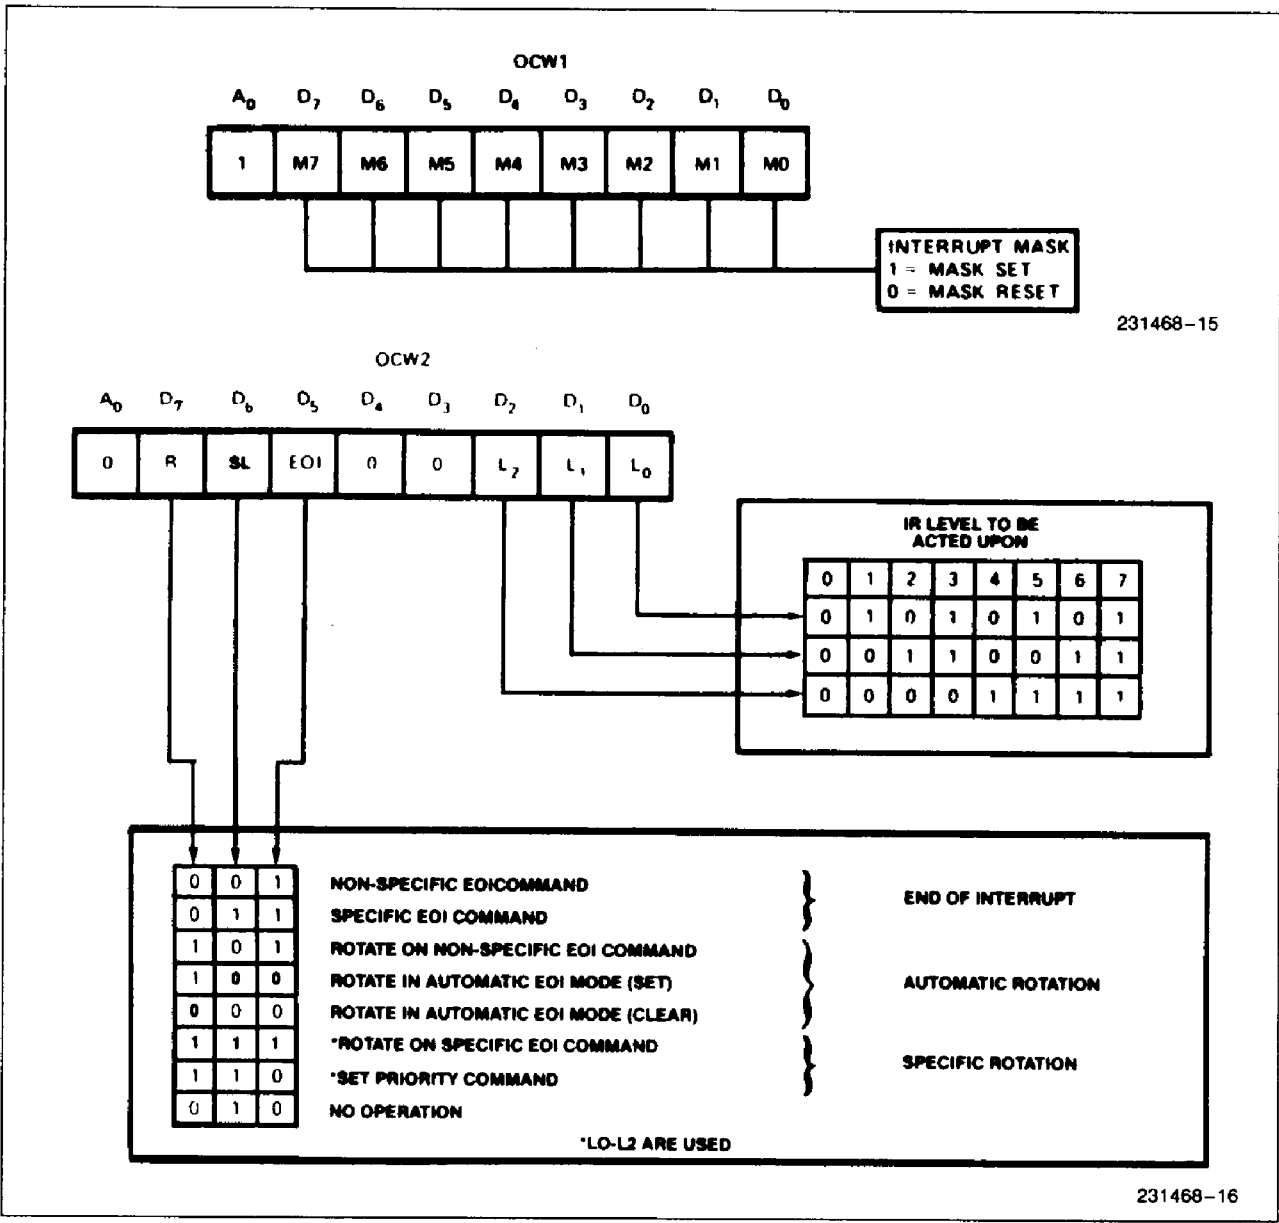 OCW1
A0 D7 D6 D5 D4 D3 D2 D1 D0
1 M7 M6 M5 M4 M3 M2 M1 M0
INTERRUPT MASK
1 = MASK SET
0 = MASK RESET
231468-15
OCW2
A0 D7 D6 D5 D4 D3 D2 D1 D0
0 R SL EOI 0 0 L2 L1 L0
IR LEVEL TO BE
ACTED UPON
0 1 2 3 4 5 6 7
0 1 0 1 0 1 0 1
0 0 1 1 0 0 1 1
0 0 0 0 1 1 1 1
0 0 1 NON-SPECIFIC EOICOMMAND
0 1 1 SPECIFIC EOI COMMAND
END OF INTERRUPT
1 0 1 ROTATE ON NON-SPECIFIC EOI COMMAND
1 0 0 ROTATE IN AUTOMATIC EOI MODE (SET)
0 0 0 ROTATE IN AUTOMATIC EOI MODE (CLEAR)
AUTOMATIC ROTATION
1 1 1 *ROTATE ON SPECIFIC EOI COMMAND
1 1 0 *SET PRIORITY COMMAND
SPECIFIC ROTATION
0 1 0 NO OPERATION
*LO-L2 ARE USED
231468-16